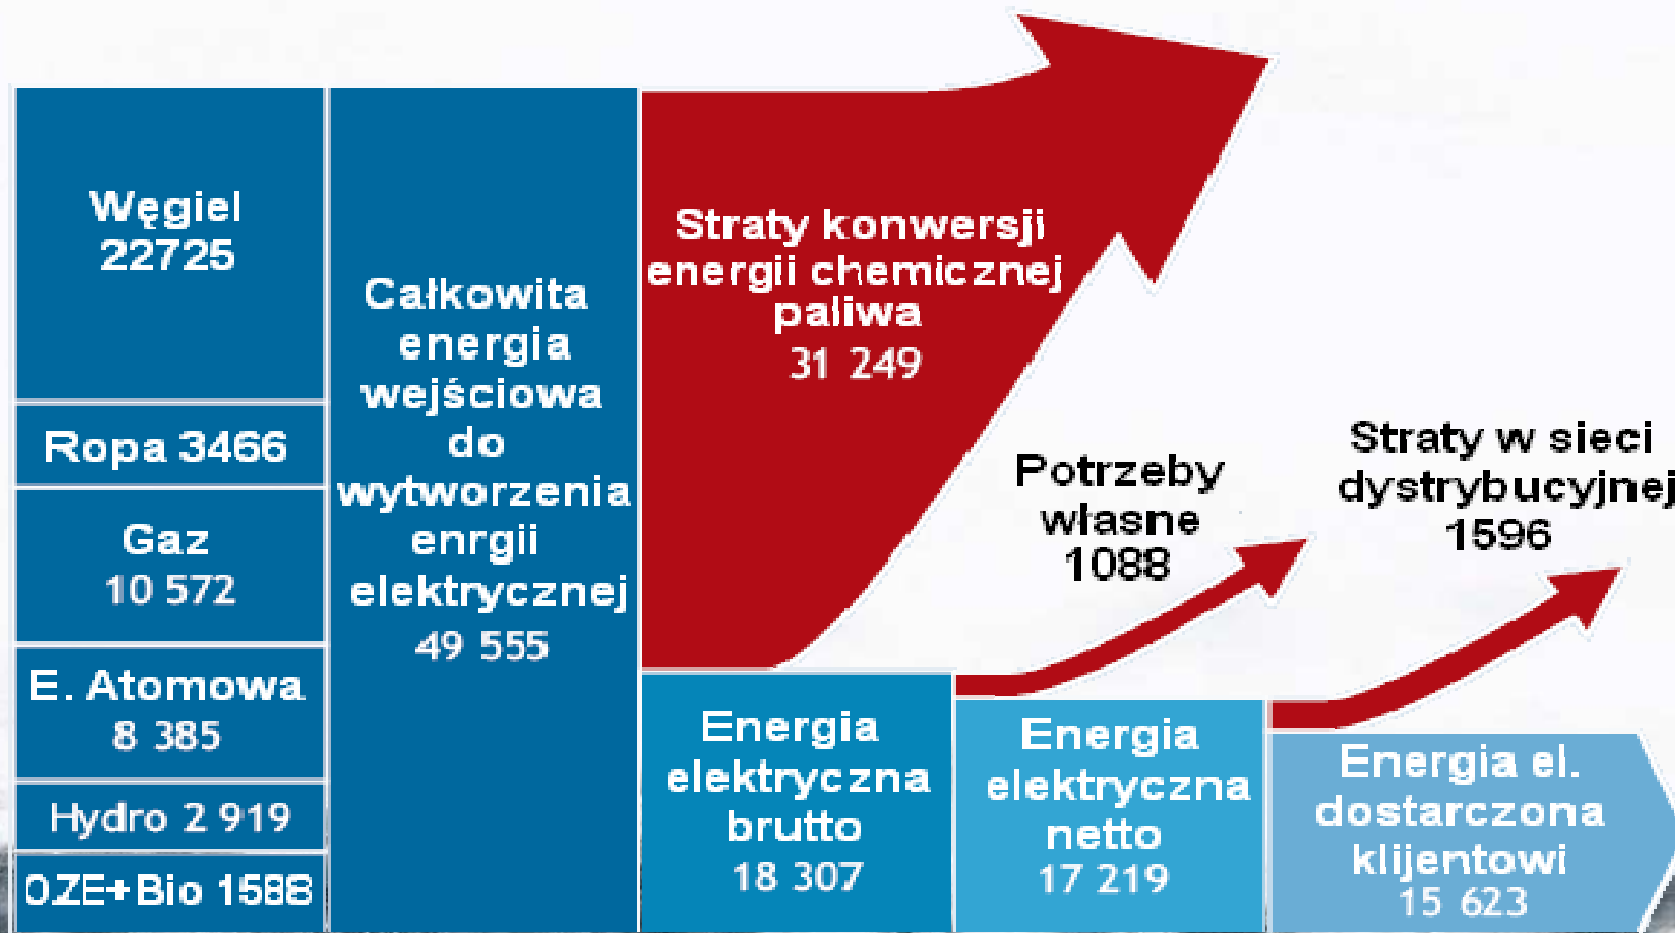 Węgiel
22725
Ropa 3466
Gaz
10 572
E. Atomowa
8 385
Hydro 2 919
OZE+Bio 1588
Całkowita
energia
wejściowa
do
wytworzenia
enrgii
elektrycznej
49 555
Straty konwersji
energii chemicznej
paliwa
31 249
Energia
elektryczna
brutto
18 307
Potrzeby
własne
1088
Energia
elektryczna
netto
17 219
Straty w sieci
dystrybucyjnej
1596
Energia el.
dostarczona
klijentowi
15 623